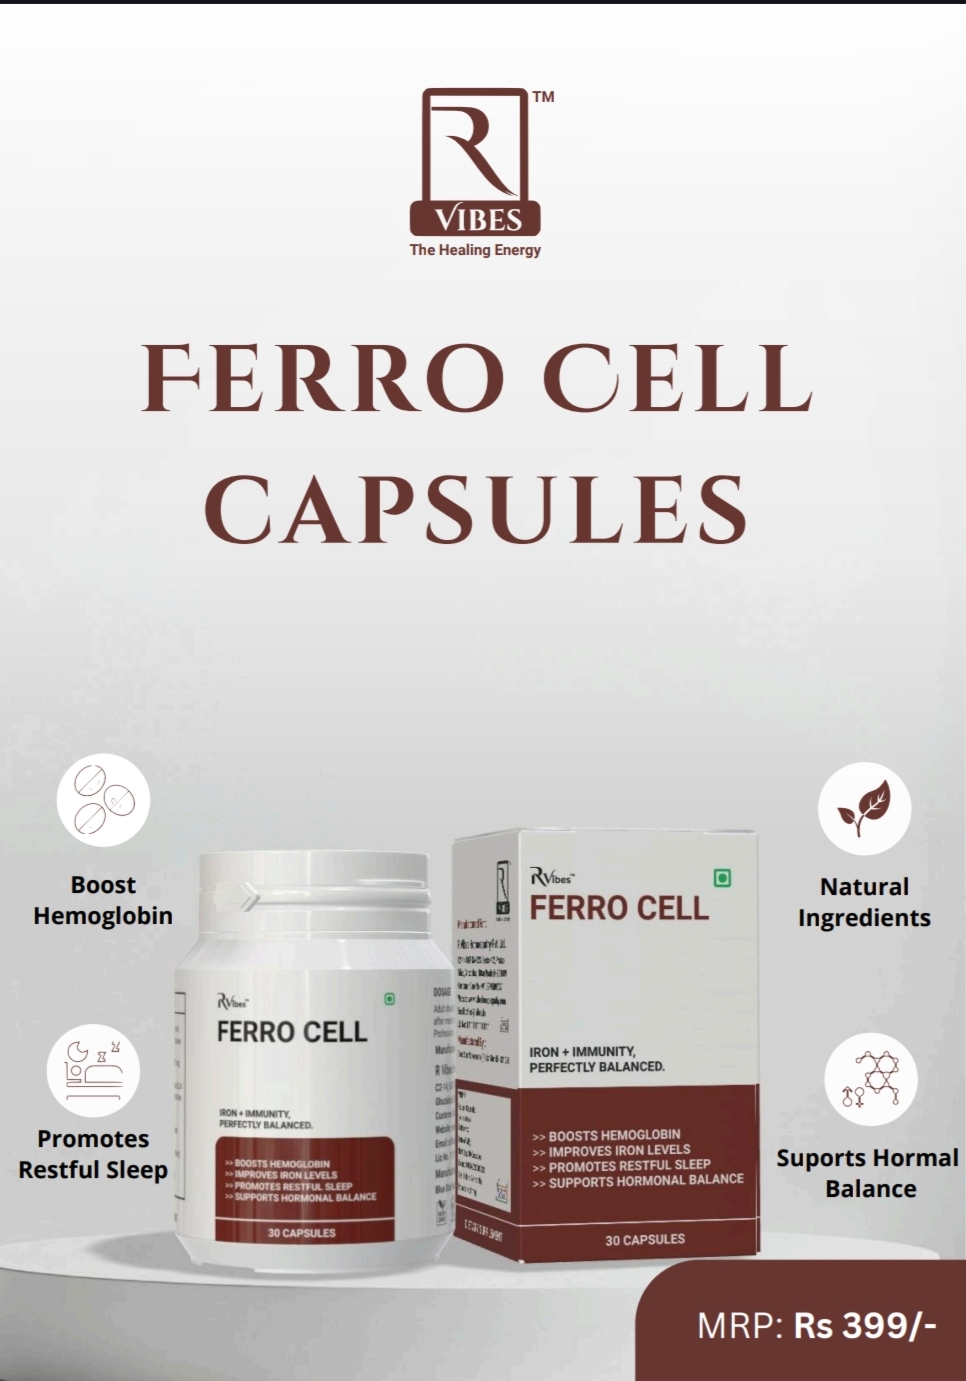 R
TM
VIBES
The Healing Energy
FERRO CELL
CAPSULES
Boost
Hemoglobin
Natural
Ingredients
Promotes
Restful Sleep
Suports Hormal
Balance
RVibes™
FERRO CELL
IRON + IMMUNITY,
PERFECTLY BALANCED.
>> BOOSTS HEMOGLOBIN
>> IMPROVES IRON LEVELS
>> PROMOTES RESTFUL SLEEP
>> SUPPORTS HORMONAL BALANCE
30 CAPSULES
DOSAGE
RVibes™
FERRO CELL
IRON + IMMUNITY,
PERFECTLY BALANCED.
>> BOOSTS HEMOGLOBIN
>> IMPROVES IRON LEVELS
>> PROMOTES RESTFUL SLEEP
>> SUPPORTS HORMONAL BALANCE
30 CAPSULES
MRP: Rs 399/-